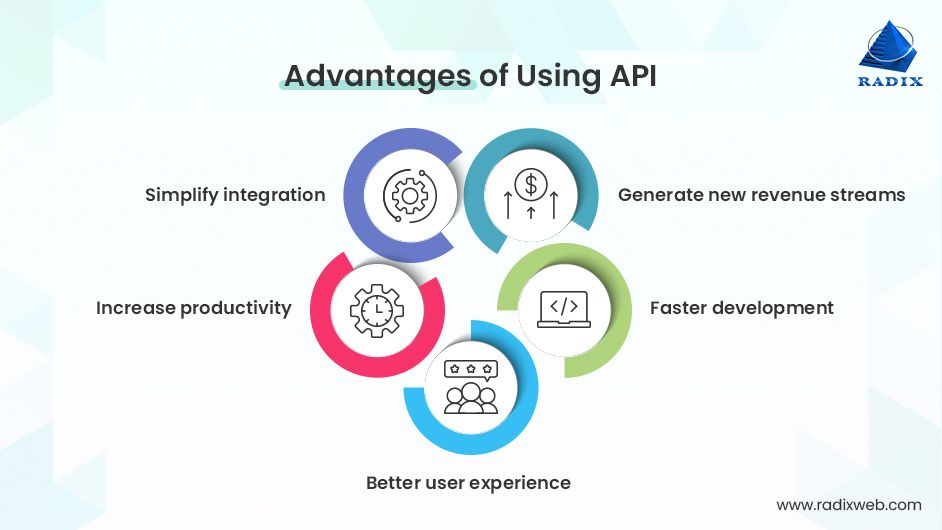 RADIX
Advantages of Using API
Simplify integration
Generate new revenue streams
Increase productivity
Faster development
Better user experience
www.radixweb.com